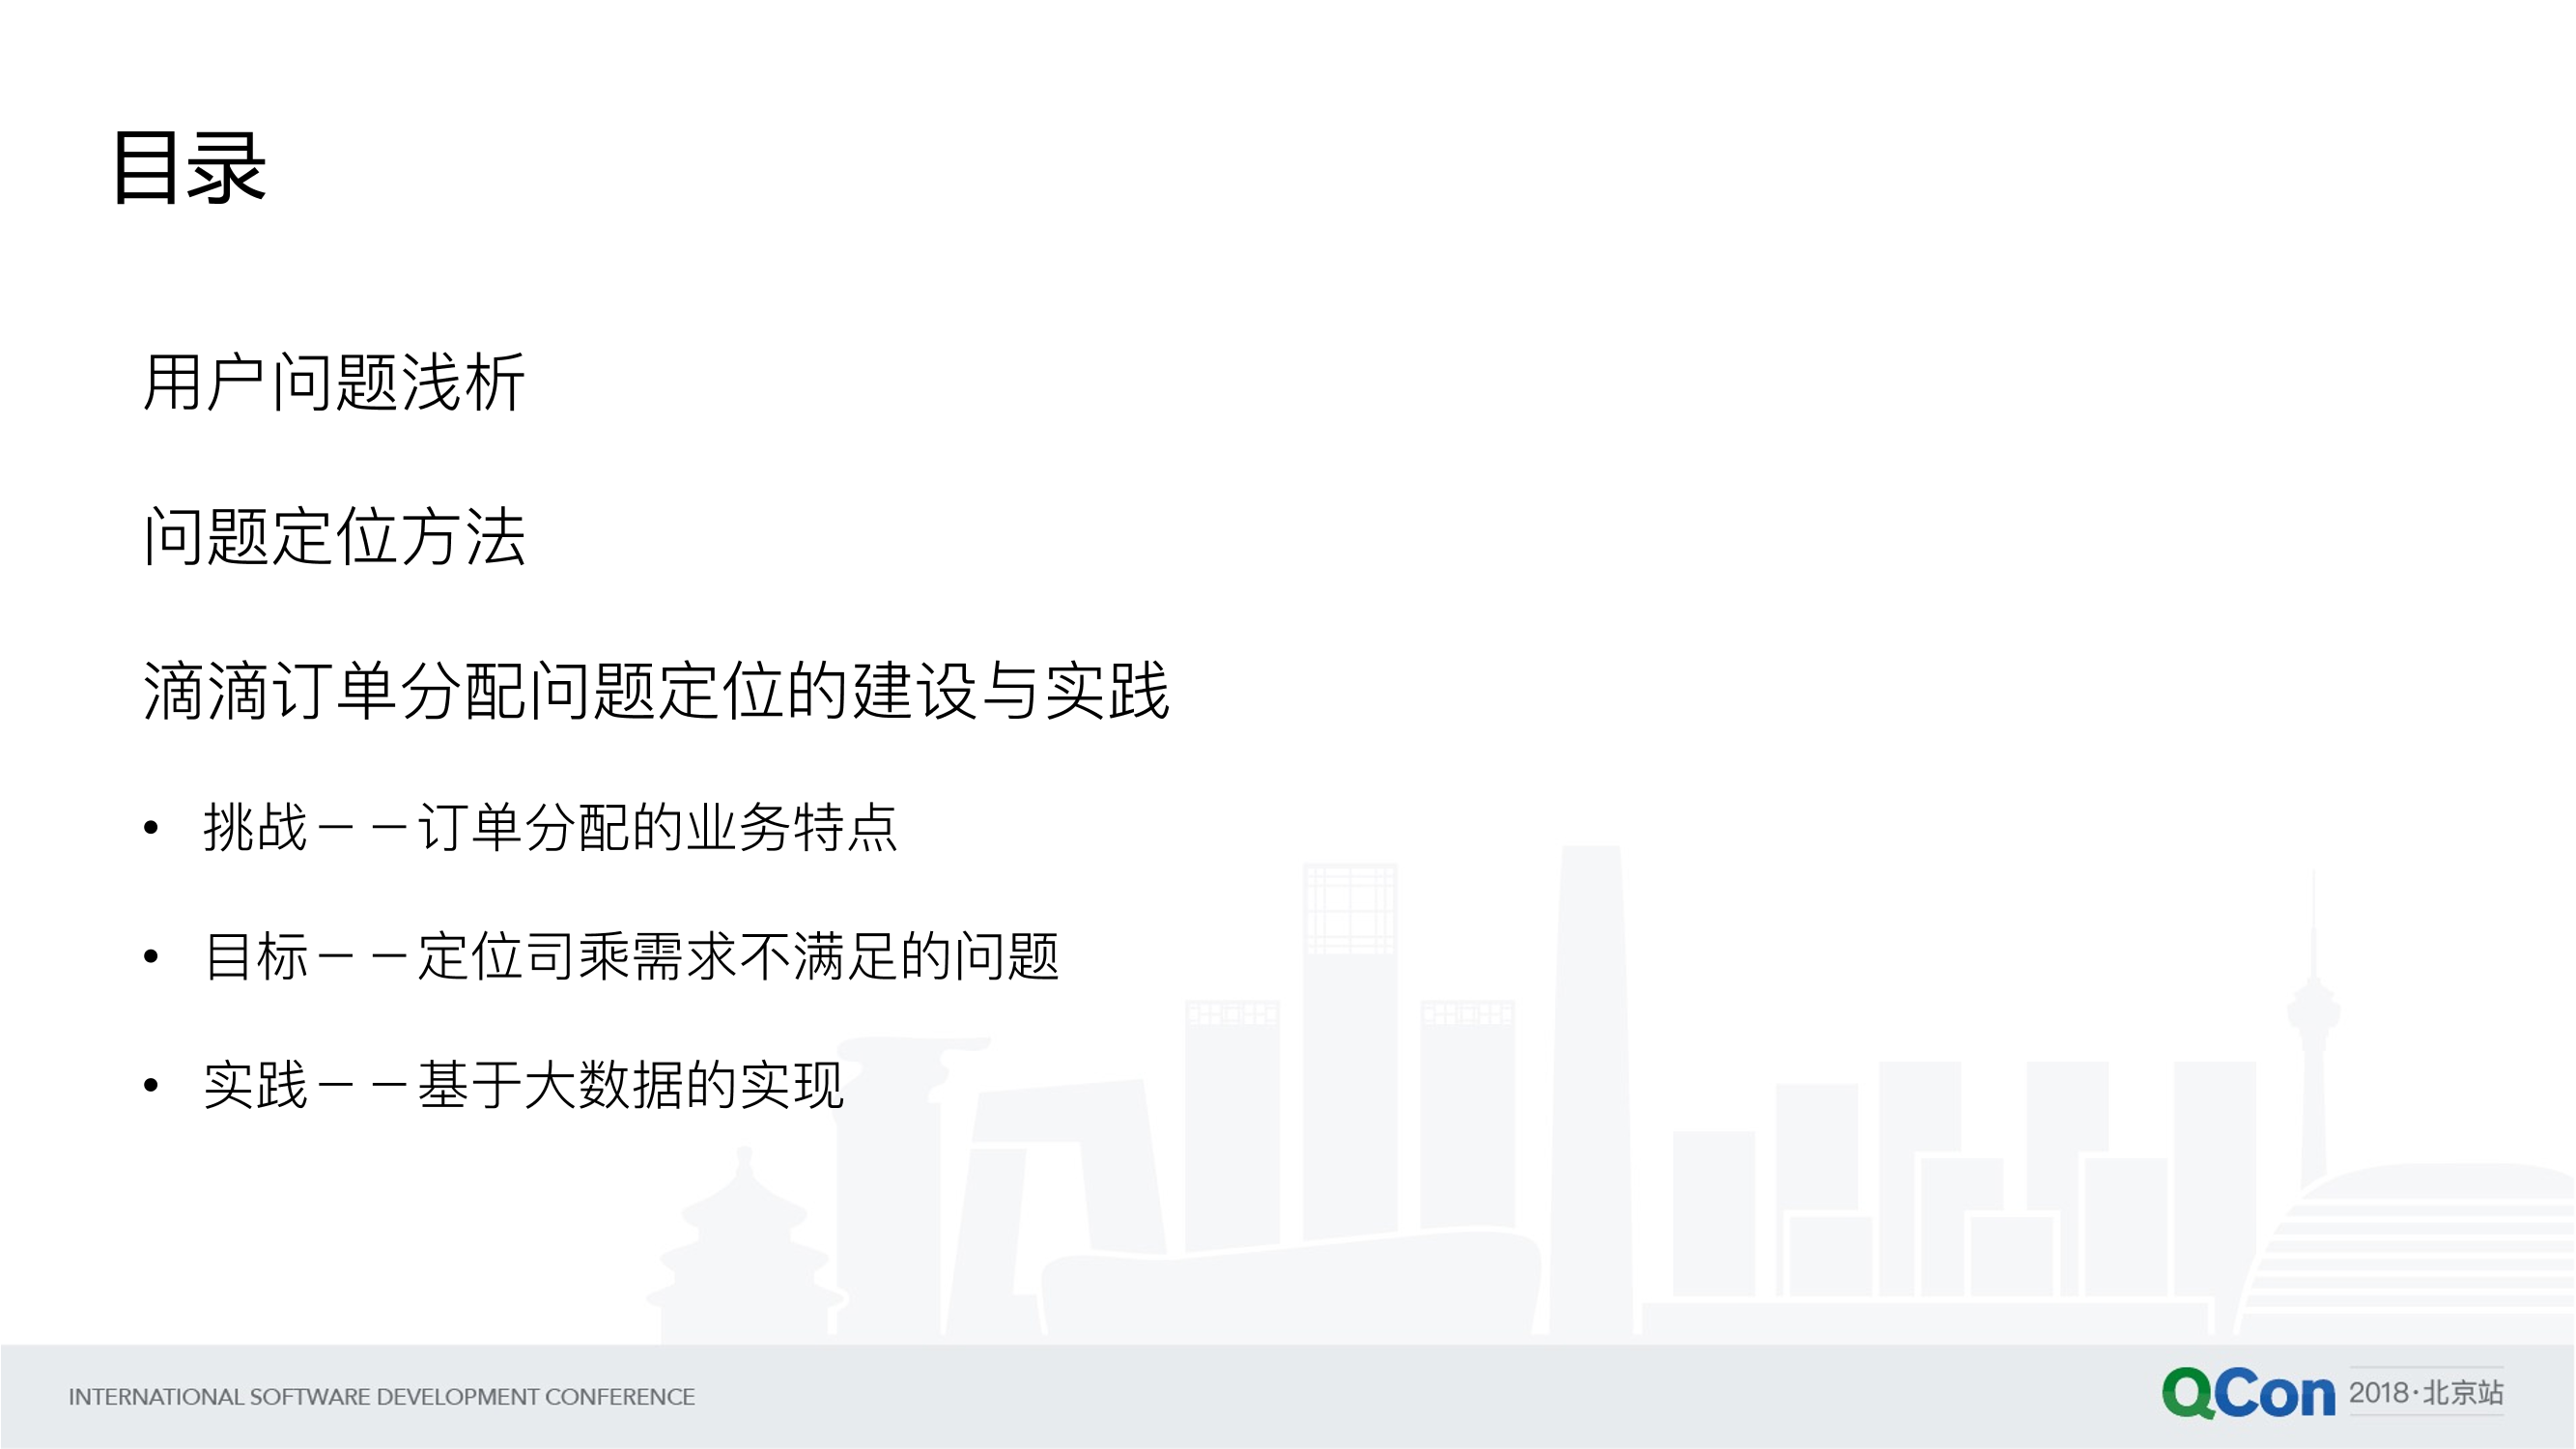 目录
用户问题浅析
问题定位方法
滴滴订单分配问题定位的建设与实践
• 挑战－－订单分配的业务特点
• 目标－－定位司乘需求不满足的问题
• 实践－－基于大数据的实现
INTERNATIONAL SOFTWARE DEVELOPMENT CONFERENCE
QCon 2018·北京站